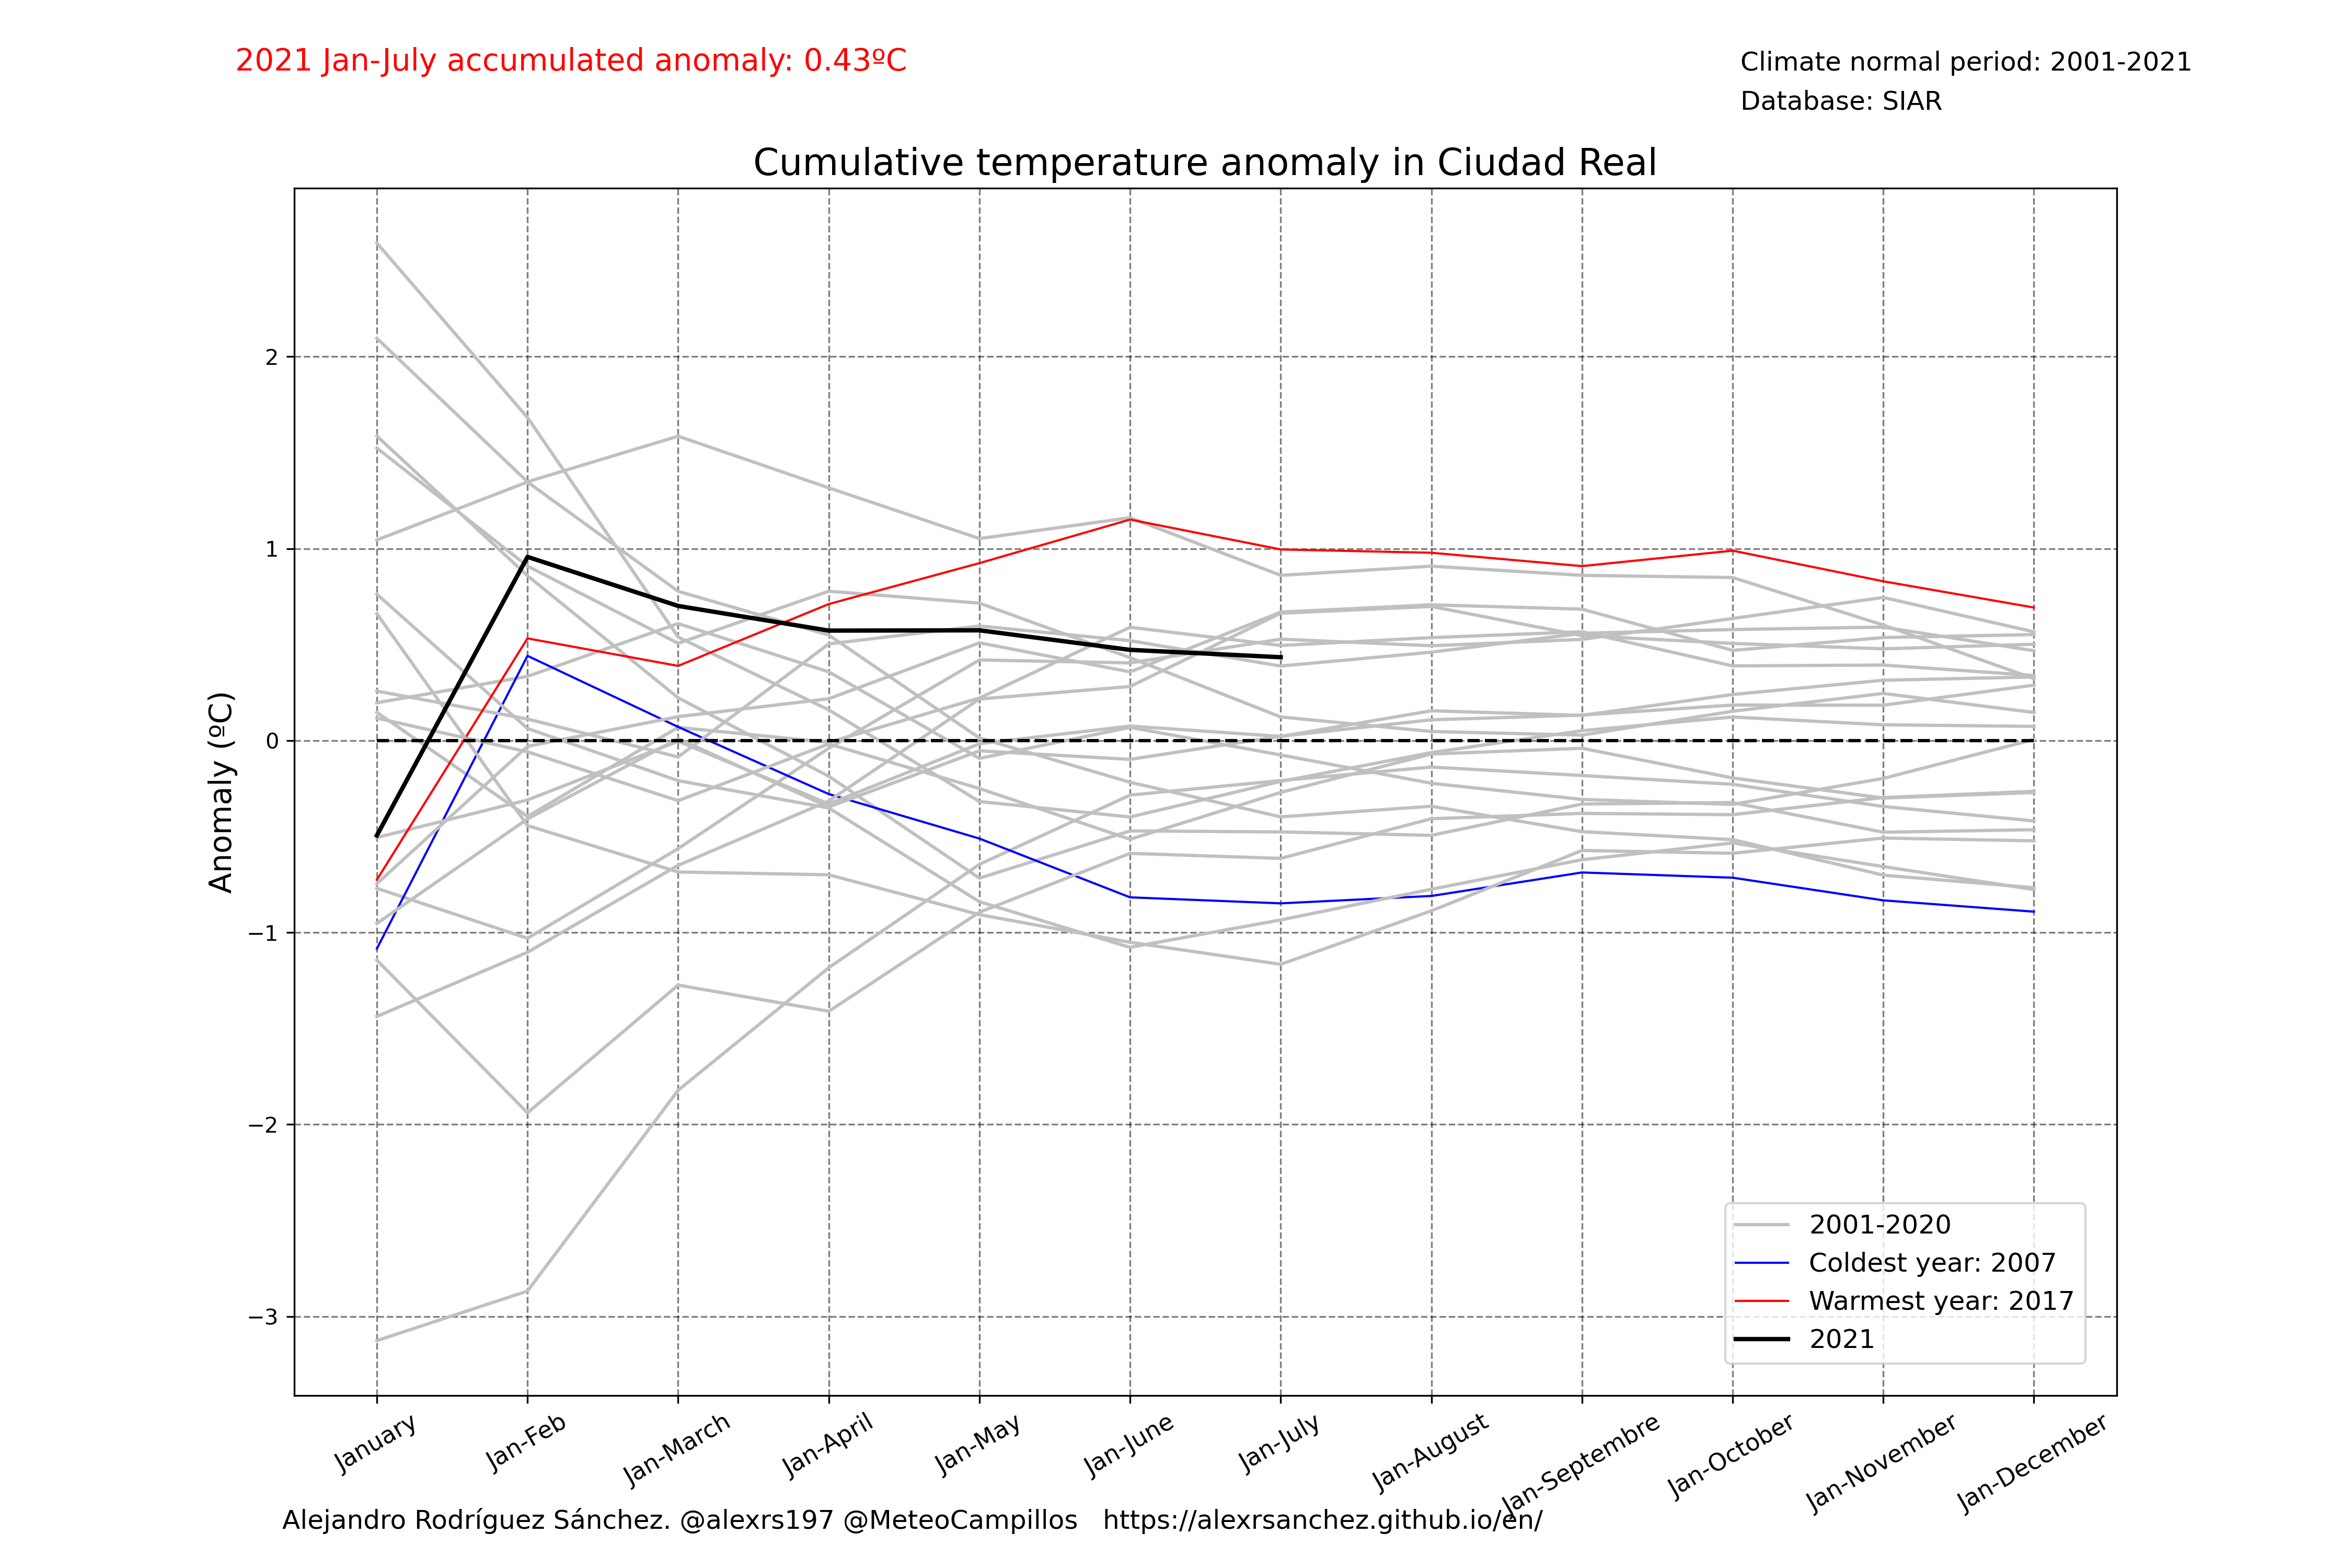 2021 Jan-July accumulated anomaly: 0.43ºC
Climate normal period: 2001-2021
Database: SIAR
Cumulative temperature anomaly in Ciudad Real
Anomaly (ºC)
2
1
0
−1
−2
−3
2001-2020
Coldest year: 2007
Warmest year: 2017
2021
January
Jan-Feb
Jan-March
Jan-April
Jan-May
Jan-June
Jan-July
Jan-August
Jan-Septembre
Jan-October
Jan-November
Jan-December
Alejandro Rodríguez Sánchez. @alexrs197 @MeteoCampillos https://alexrsanchez.github.io/en/